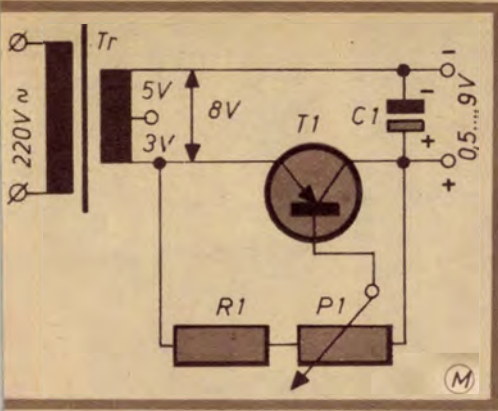 Tr
220V ~
5V
8V
3V
T1
C1
-
+
-
+
0,5....9V
R1
P1
M